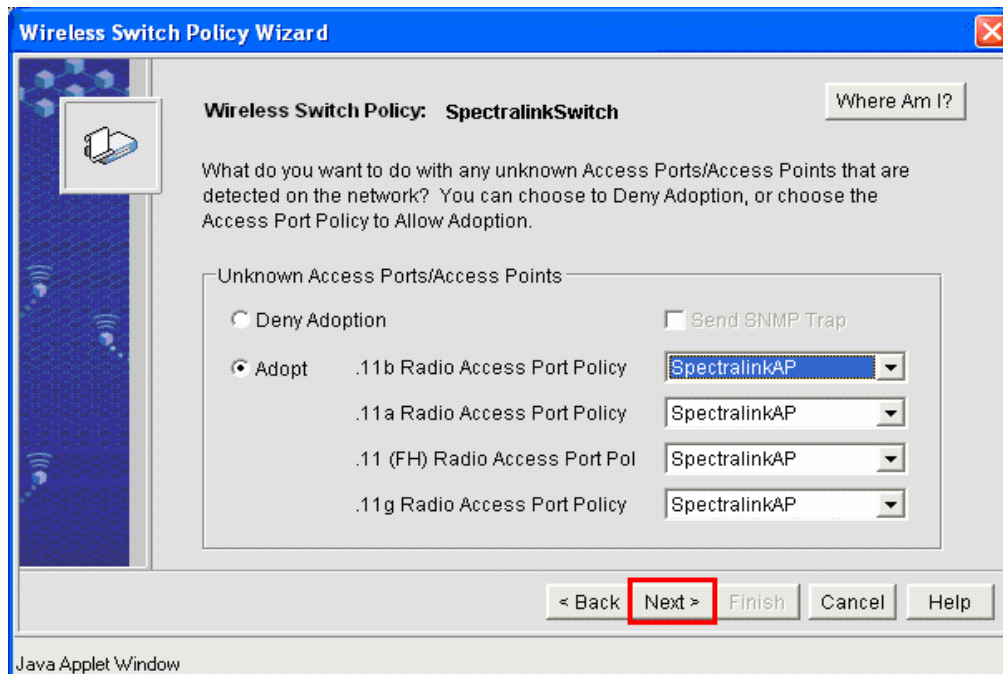 Wireless Switch Policy Wizard
Wireless Switch Policy: SpectralinkSwitch
Where Am I?
What do you want to do with any unknown Access Ports/Access Points that are
detected on the network? You can choose to Deny Adoption, or choose the
Access Port Policy to Allow Adoption.
Unknown Access Ports/Access Points
Deny Adoption
Send SNMP Trap
Adopt
.11b Radio Access Port Policy
SpectralinkAP
.11a Radio Access Port Policy
SpectralinkAP
.11 (FH) Radio Access Port Pol
SpectralinkAP
.11g Radio Access Port Policy
SpectralinkAP
< Back
Next >
Finish
Cancel
Help
Java Applet Window